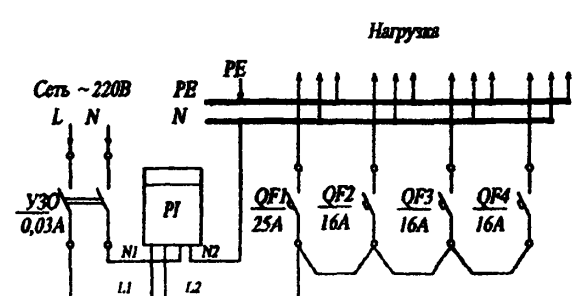 Нагрузка
PE
Сеть ~220В
PE
L N
N
УЗО
0,03А
PI
QF1
25А
QF2
16А
QF3
16А
QF4
16А
N1
N2
L1
L2